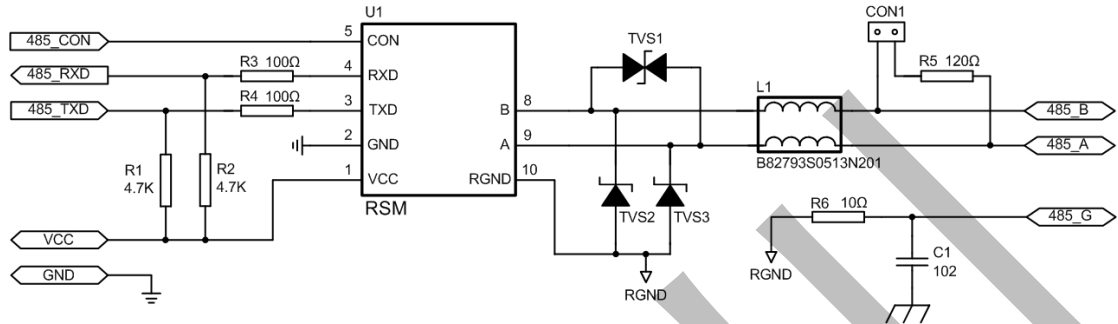 U1
CON1
485_CON
5
CON
TVS1
R5 120Ω
485_RXD
R3 100Ω
4
RXD
L1
485_TXD
R4 100Ω
3
TXD
B
8
485_B
2
GND
A
9
485_A
R1
4.7K
R2
4.7K
1
VCC
RGND
10
B82793S0513N201
RSM
TVS2
TVS3
R6 10Ω
485_G
VCC
GND
RGND
RGND
C1
102